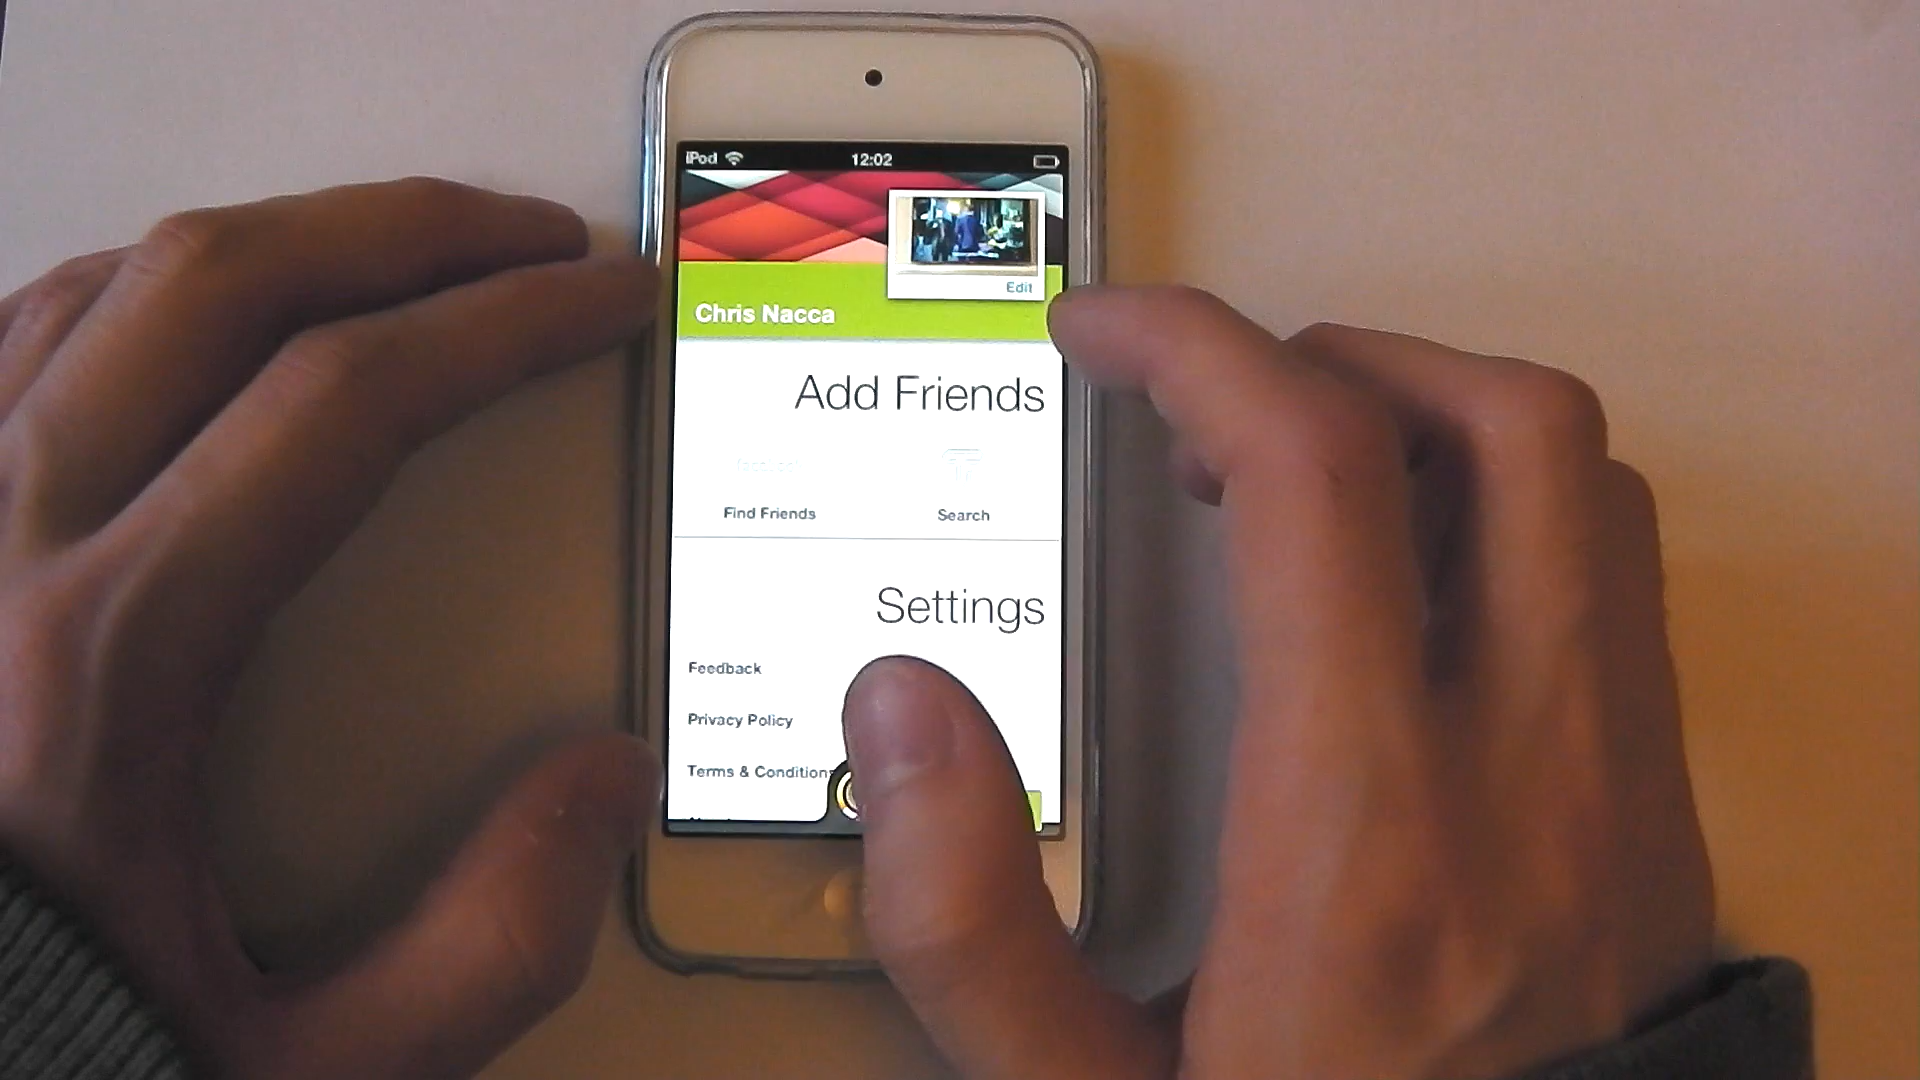 iPod 12:02
Edit
Chris Nacca
Add Friends
Find Friends Search
Settings
Feedback
Privacy Policy
Terms & Condition